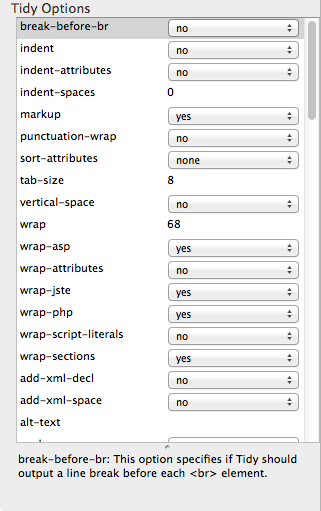 Tidy Options
break-before-br no
indent no
indent-attributes no
indent-spaces 0
markup yes
punctuation-wrap no
sort-attributes none
tab-size 8
vertical-space no
wrap 68
wrap-asp yes
wrap-attributes no
wrap-jste yes
wrap-php yes
wrap-script-literals no
wrap-sections yes
add-xml-decl no
add-xml-space no
alt-text
break-before-br: This option specifies if Tidy should
output a line break before each <br> element.